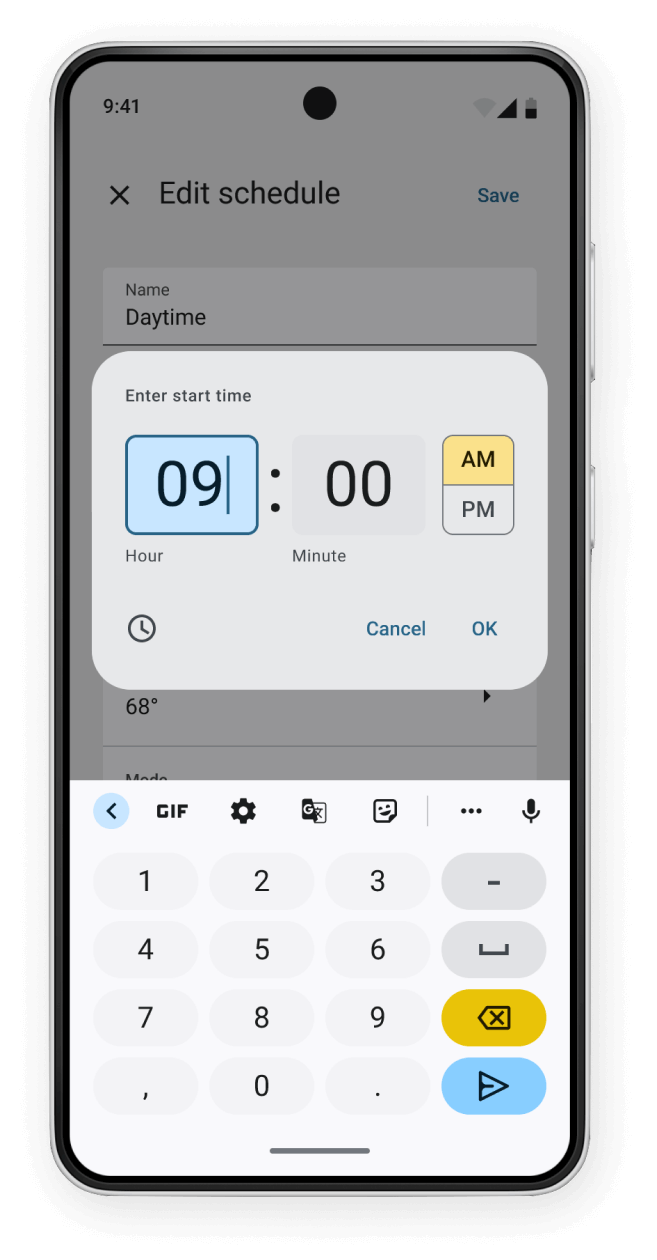 9:41
Edit schedule Save
Name
Daytime
Enter start time
09 : 00 AM
PM
Hour Minute
Cancel OK
68°
Mode
GIF G
1 2 3 -
4 5 6
7 8 9
, 0 .